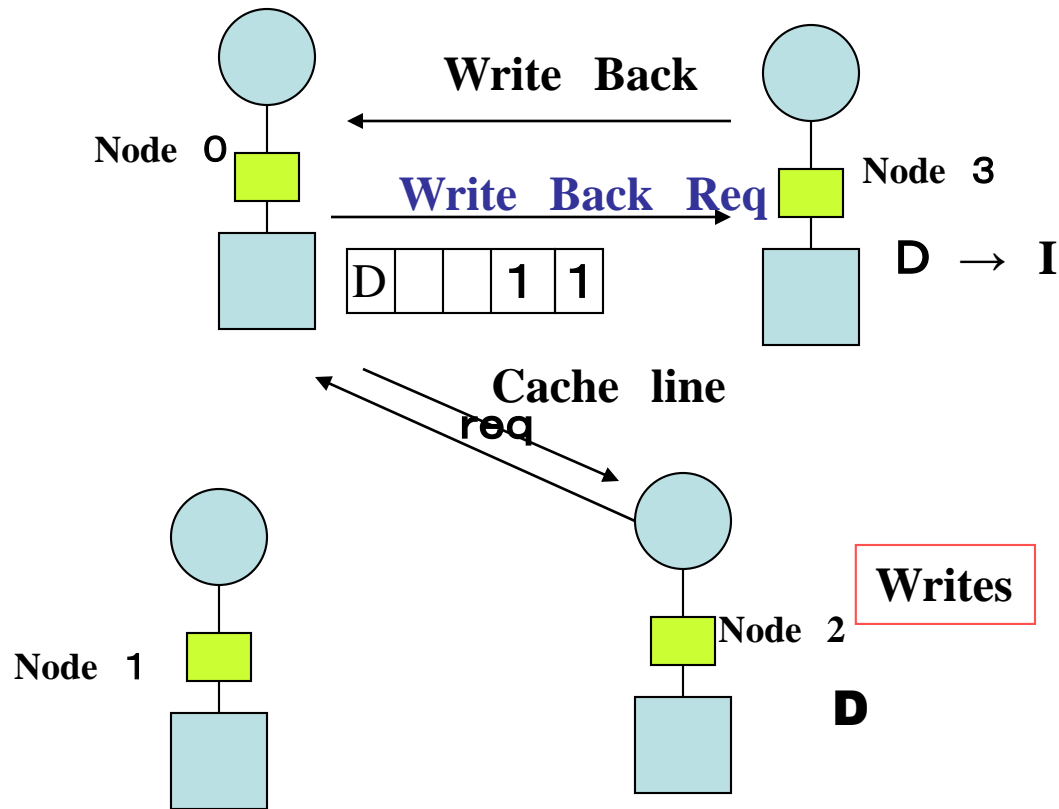 Write Back
Node 0
Node 3
Write Back Req
D → I
D 1 1
Cache line
req
Writes
Node 2
Node 1
D